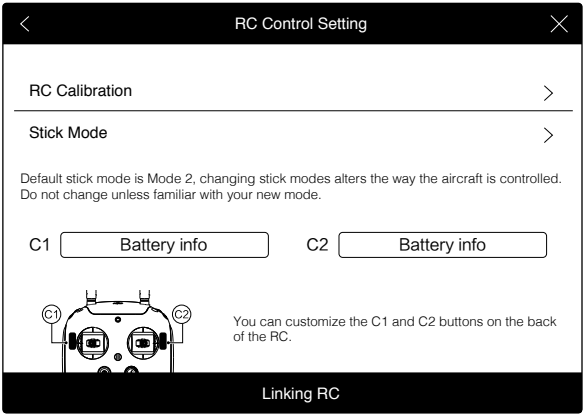 RC Control Setting
RC Calibration
Stick Mode
Default stick mode is Mode 2, changing stick modes alters the way the aircraft is controlled.
Do not change unless familiar with your new mode.
C1 Battery info C2 Battery info
C1 C2
You can customize the C1 and C2 buttons on the back
of the RC.
Linking RC